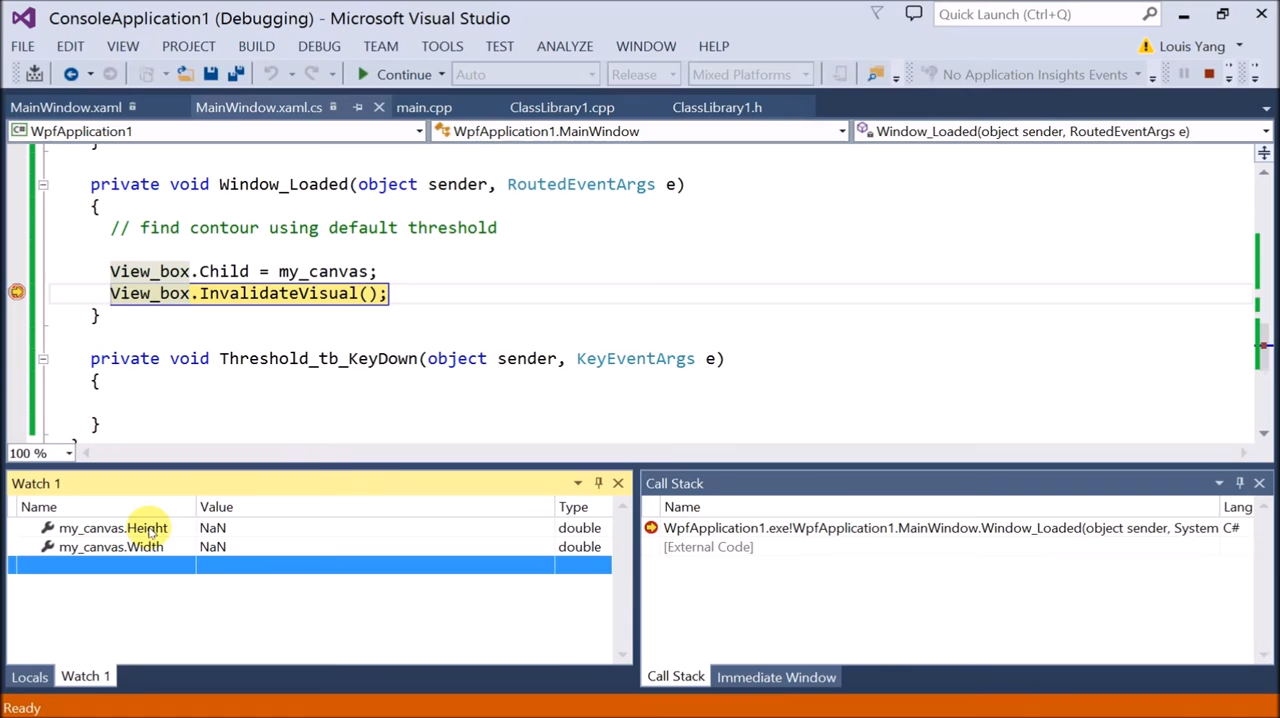 ConsoleApplication1 (Debugging) - Microsoft Visual Studio
Quick Launch (Ctrl+Q)
FILE EDIT VIEW PROJECT BUILD DEBUG TEAM TOOLS TEST ANALYZE WINDOW HELP
Louis Yang
Continue Auto Release Mixed Platforms No Application Insights Events
MainWindow.xaml MainWindow.xaml.cs main.cpp ClassLibrary1.cpp ClassLibrary1.h
WpfApplication1 WpfApplication1.MainWindow Window_Loaded(object sender, RoutedEventArgs e)
}
private void Window_Loaded(object sender, RoutedEventArgs e)
{
// find contour using default threshold
View_box.Child = my_canvas;
View_box.InvalidateVisual();
}
private void Threshold_tb_KeyDown(object sender, KeyEventArgs e)
{
}
100 %
Watch 1
Name Value Type
my_canvas.Height NaN double
my_canvas.Width NaN double
Locals Watch 1
Call Stack
Name Lang
WpfApplication1.exe!WpfApplication1.MainWindow.Window_Loaded(object sender, System C#
[External Code]
Call Stack Immediate Window
Ready